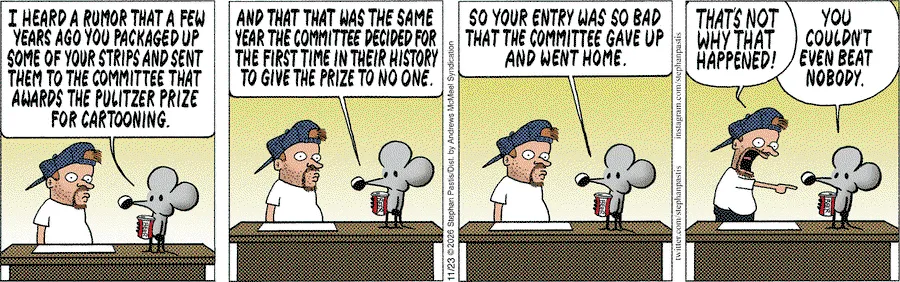 I HEARD A RUMOR THAT A FEW
YEARS AGO YOU PACKAGED UP
SOME OF YOUR STRIPS AND SENT
THEM TO THE COMMITTEE THAT
AWARDS THE PULITZER PRIZE
FOR CARTOONING.
AND THAT THAT WAS THE SAME
YEAR THE COMMITTEE DECIDED FOR
THE FIRST TIME IN THEIR HISTORY
TO GIVE THE PRIZE TO NO ONE.
11/23 © 2026 Stephan Pastis/Dist. by Andrews McMeel Syndication
SO YOUR ENTRY WAS SO BAD
THAT THE COMMITTEE GAVE UP
AND WENT HOME.
twitter.com/stephanpastis
instagram.com/stephanpastis
THAT'S NOT
WHY THAT
HAPPENED!
YOU
COULDN'T
EVEN BEAT
NOBODY.